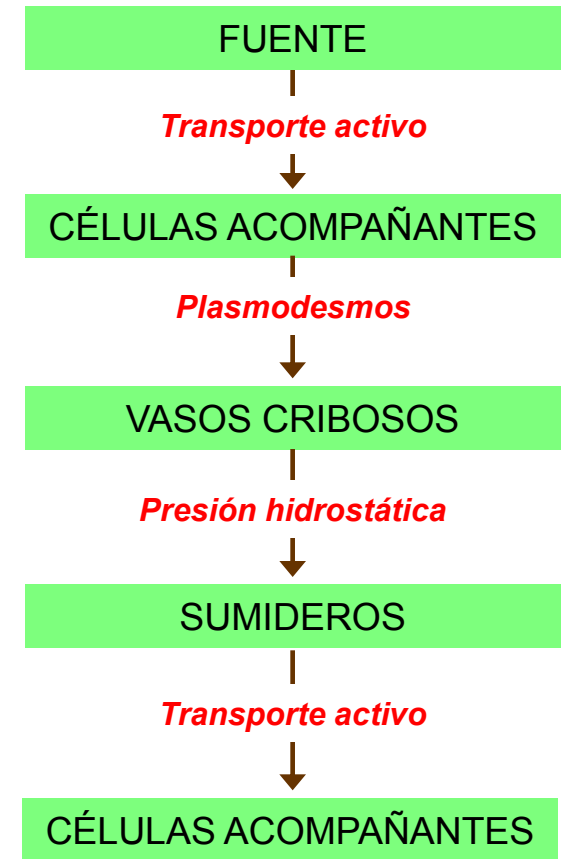 FUENTE
Transporte activo
CÉLULAS ACOMPAÑANTES
Plasmodesmos
VASOS CRIBOSOS
Presión hidrostática
SUMIDEROS
Transporte activo
CÉLULAS ACOMPAÑANTES